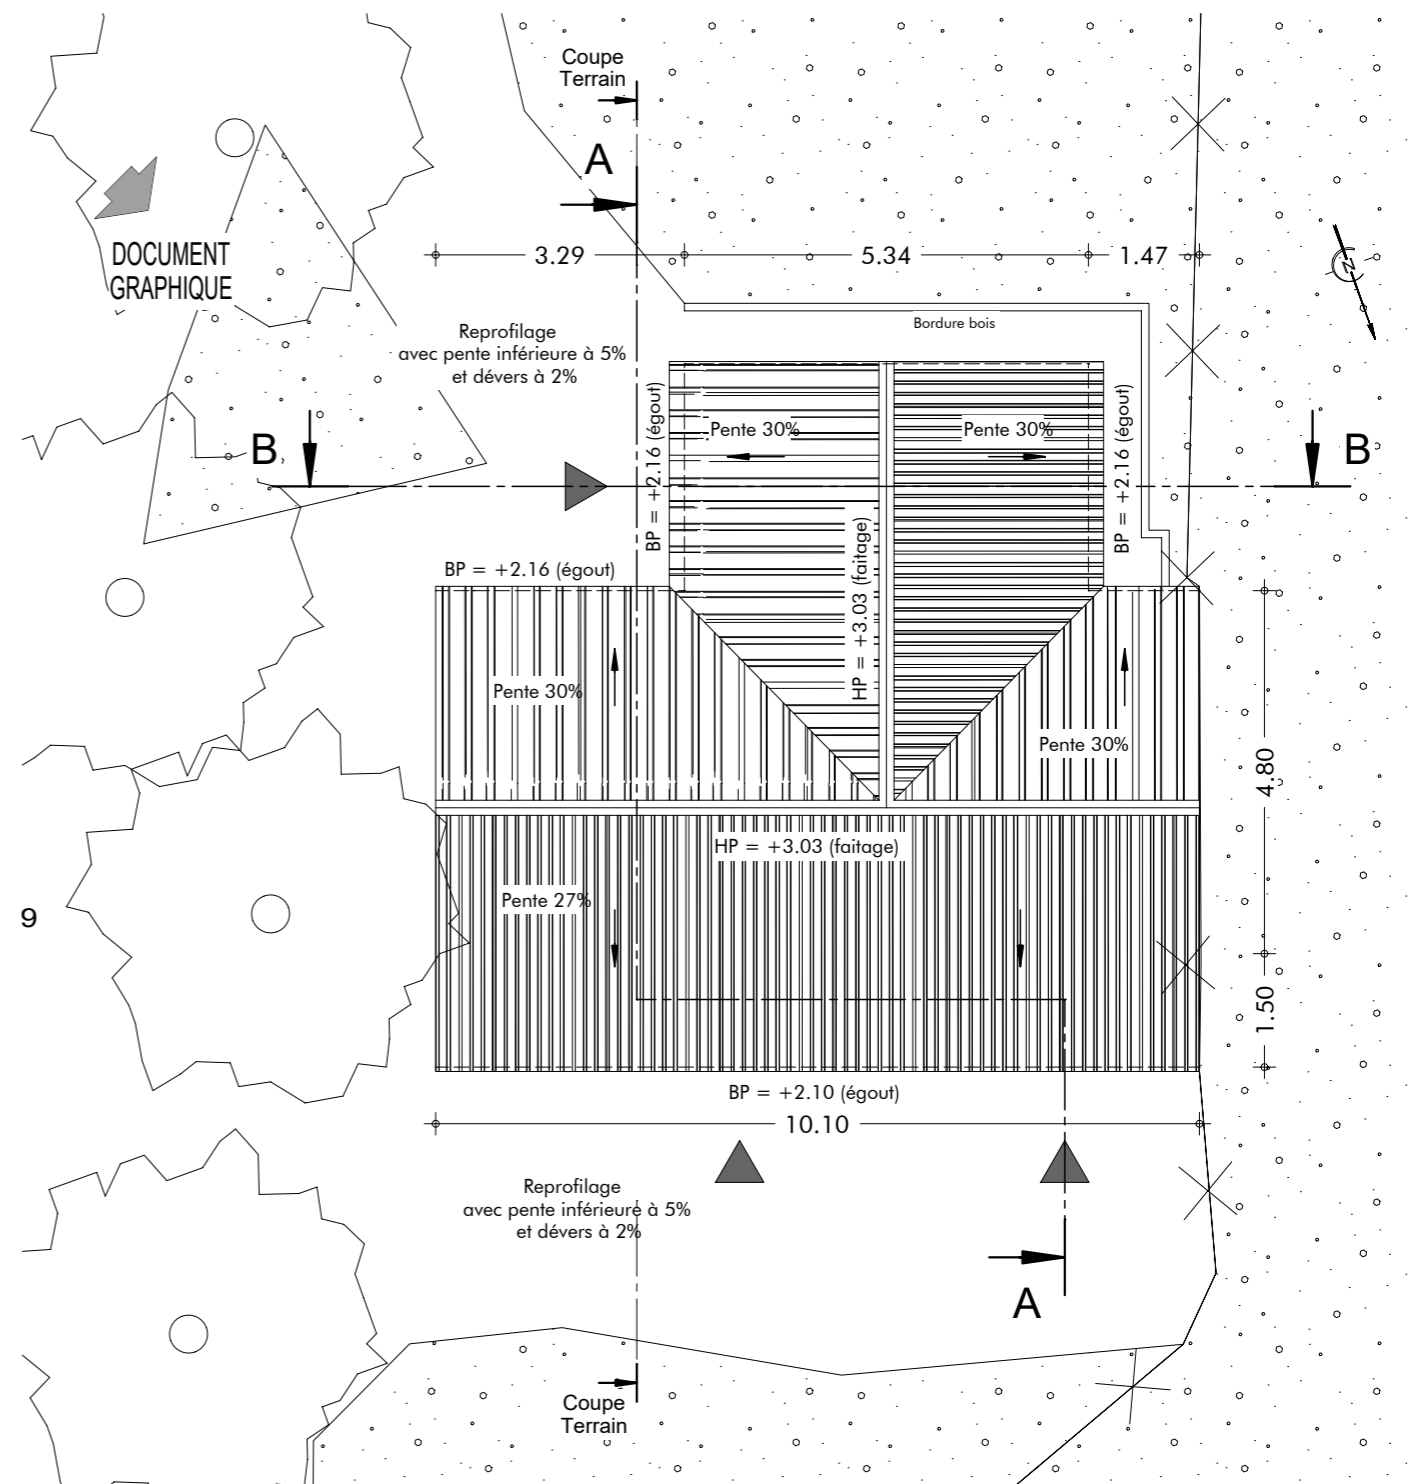 Coupe
Terrain
A
DOCUMENT
GRAPHIQUE
3.29
5.34
1.47
N
Bordure bois
Reprofilage
avec pente inférieure à 5%
et dévers à 2%
B
B
Pente 30%
Pente 30%
BP = +2.16 (égout)
BP = +2.16 (égout)
BP = +2.16 (égout)
HP = +3.03 (faitage)
Pente 30%
Pente 30%
4.80
HP = +3.03 (faitage)
Pente 27%
9
1.50
BP = +2.10 (égout)
10.10
Reprofilage
avec pente inférieure à 5%
et dévers à 2%
A
Coupe
Terrain